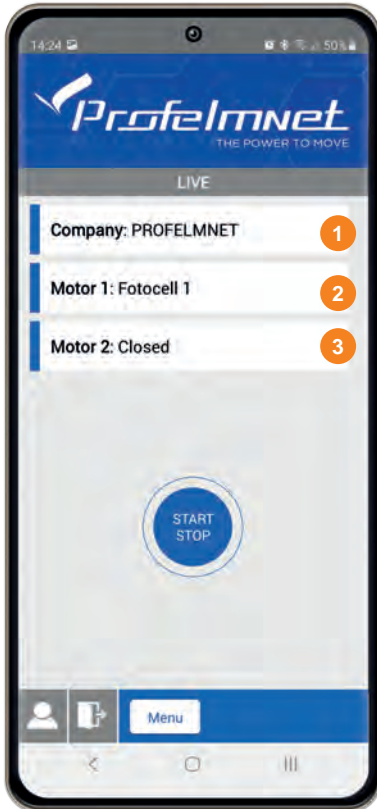 14:24
50%
Profelmnet
THE POWER TO MOVE
LIVE
Company: PROFELMNET 1
Motor 1: Fotocell 1 2
Motor 2: Closed 3
START
STOP
Menu